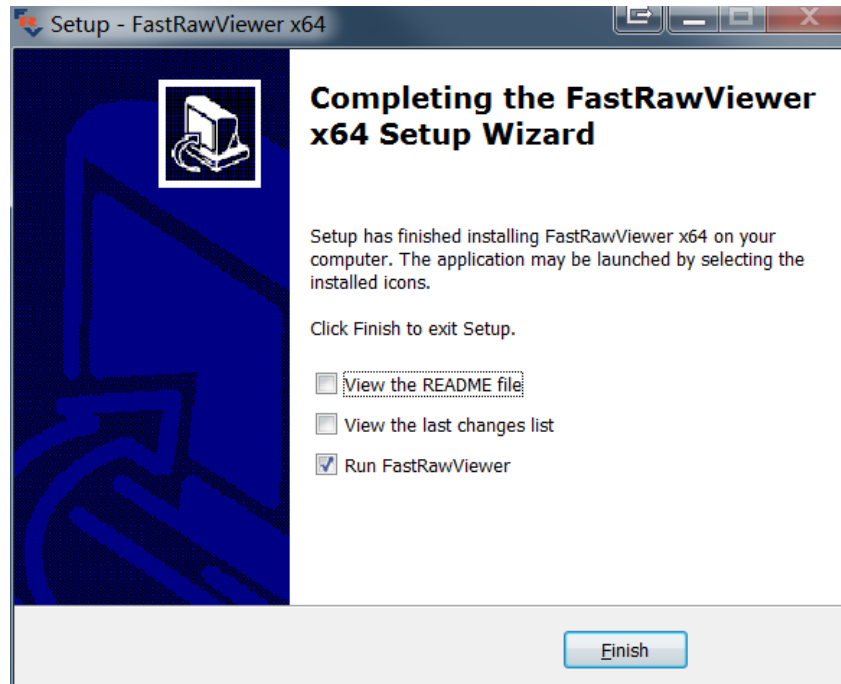 Setup - FastRawViewer x64
Completing the FastRawViewer
x64 Setup Wizard
Setup has finished installing FastRawViewer x64 on your
computer. The application may be launched by selecting the
installed icons.
Click Finish to exit Setup.
View the README file
View the last changes list
Run FastRawViewer
Finish